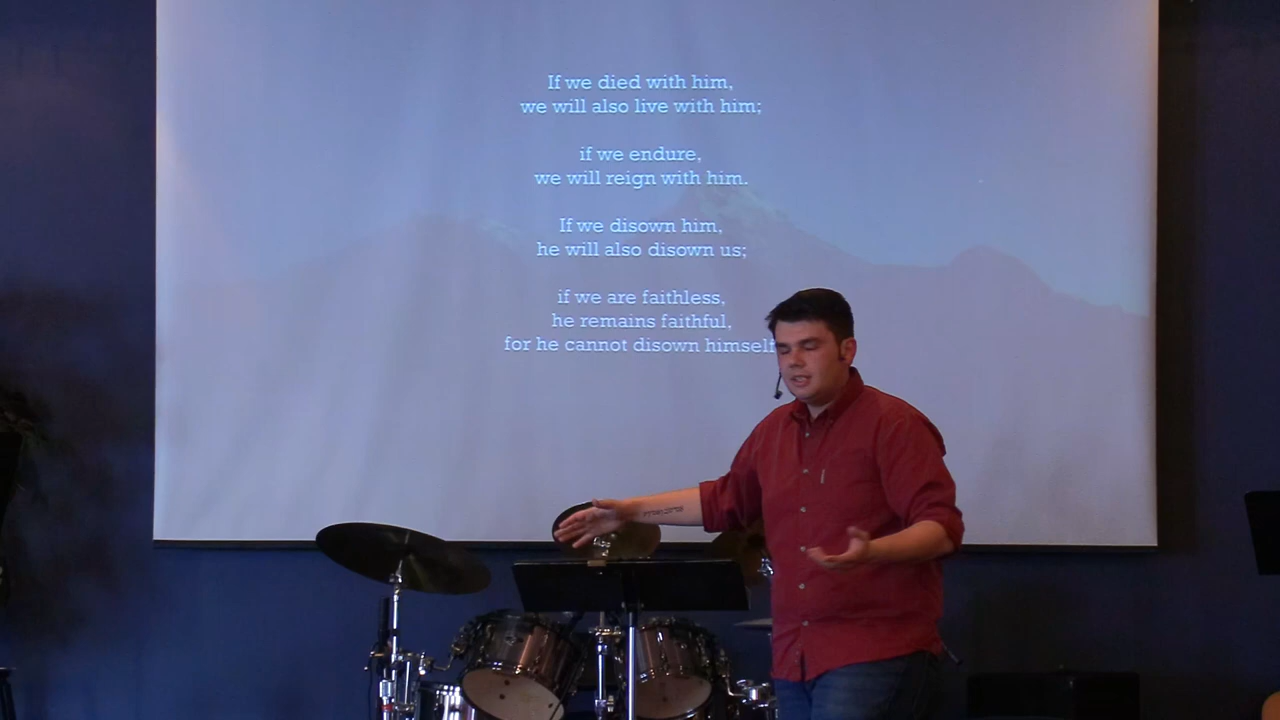 If we died with him,
we will also live with him;
if we endure,
we will reign with him.
If we disown him,
he will also disown us;
if we are faithless,
he remains faithful,
for he cannot disown himself